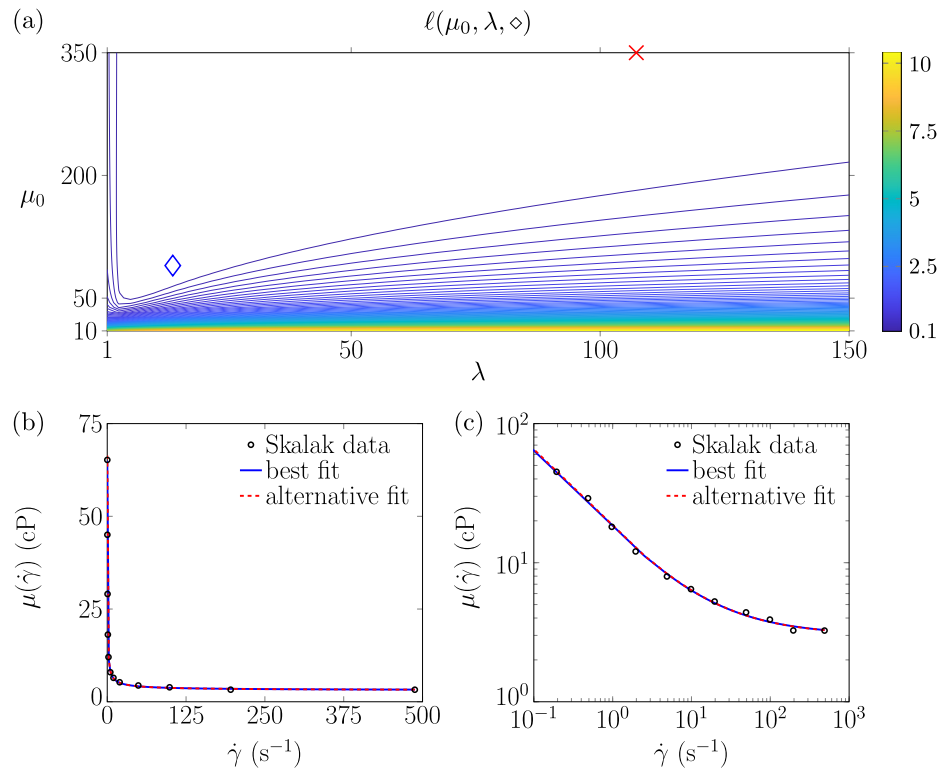 (a)
ℓ(μ₀, λ, ⋄)
350
200
50
10
μ₀
1
50
100
150
λ
10
7.5
5
2.5
0.1
(b)
75
50
25
0
μ(γ̇) (cP)
Skalak data
best fit
alternative fit
0
125
250
375
500
γ̇ (s⁻¹)
(c)
10²
10¹
10⁰
μ(γ̇) (cP)
Skalak data
best fit
alternative fit
10⁻¹
10⁰
10¹
10²
10³
γ̇ (s⁻¹)